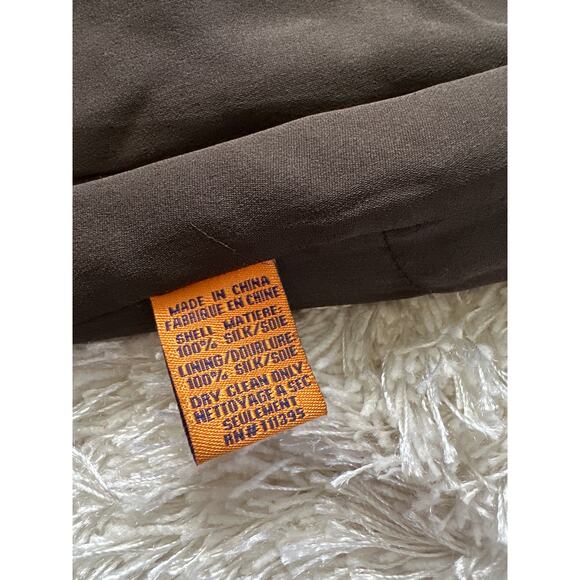 MADE IN CHINA
FABRIQUE EN CHINE
SHELL MATIERE:
100% SILK/SOIE
LINING/DOUBLURE
100% SILK/SOIE
DRY CLEAN ONLY
NETTOYAGE A SEC
SEULEMENT
RN# 111395